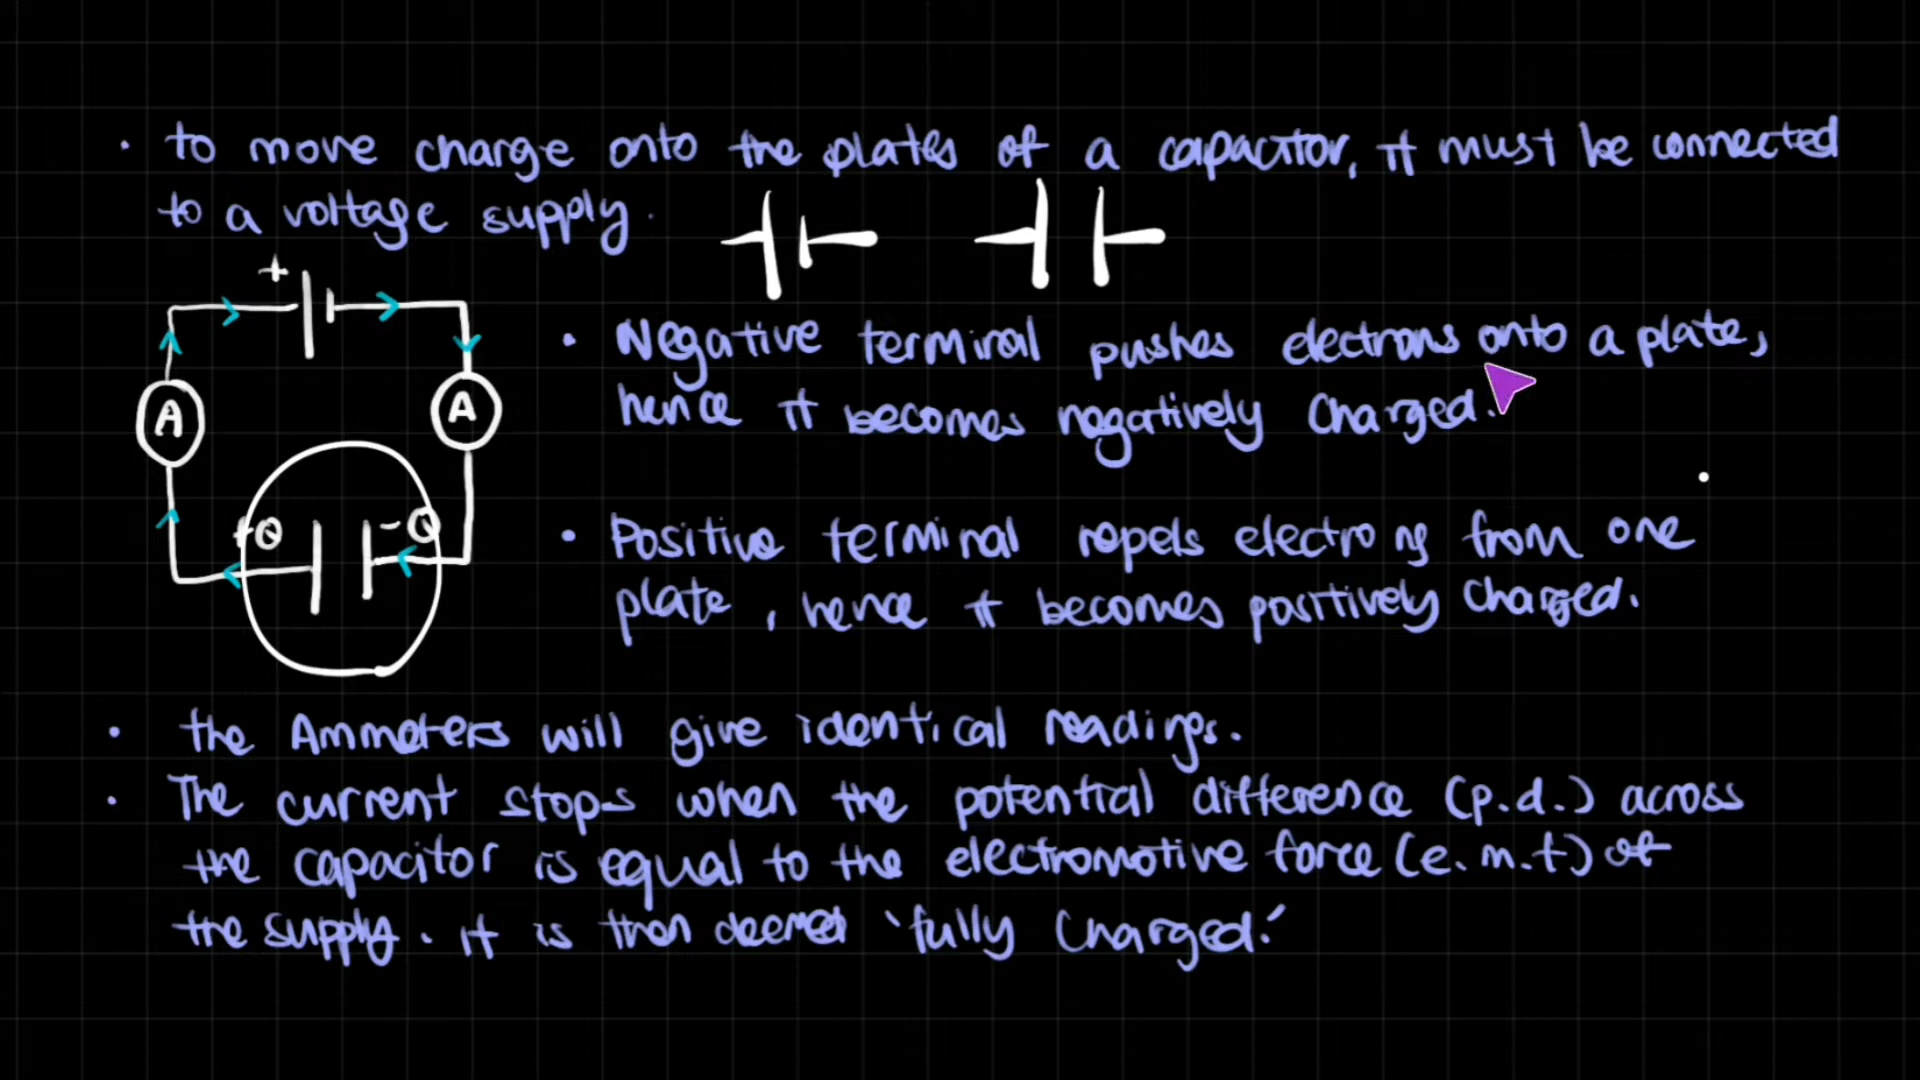 • to move charge onto the plates of a capacitor, it must be connected
to a voltage supply.
+
• Negative terminal pushes electrons onto a plate,
hence it becomes negatively charged.
A
A
+Q
-Q
• Positive terminal repels electrons from one
plate, hence it becomes positively charged.
• the Ammeters will give identical readings.
• The current stops when the potential difference (p.d.) across
the capacitor is equal to the electromotive force (e.m.f) of
the supply. it is then deemed 'fully charged.'